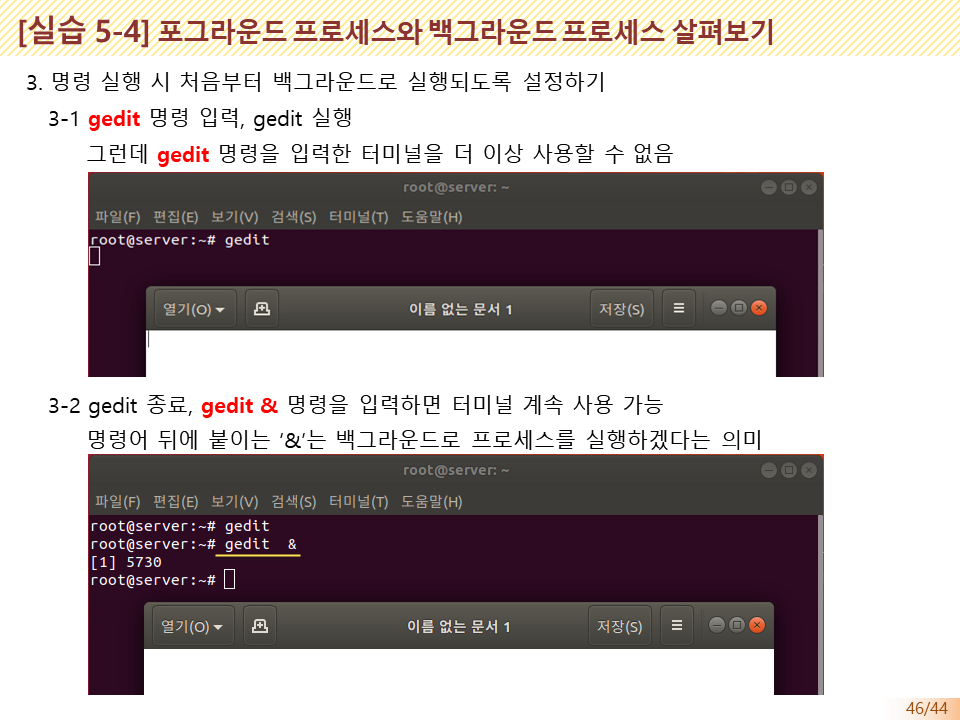 [실습 5-4] 포그라운드 프로세스와 백그라운드 프로세스 살펴보기
3. 명령 실행 시 처음부터 백그라운드로 실행되도록 설정하기
3-1 gedit 명령 입력, gedit 실행
그런데 gedit 명령을 입력한 터미널을 더 이상 사용할 수 없음
root@server: ~
파일(F) 편집(E) 보기(V) 검색(S) 터미널(T) 도움말(H)
root@server:~# gedit
열기(O) 이름 없는 문서 1 저장(S)
3-2 gedit 종료, gedit & 명령을 입력하면 터미널 계속 사용 가능
명령어 뒤에 붙이는 ‘&’는 백그라운드로 프로세스를 실행하겠다는 의미
root@server: ~
파일(F) 편집(E) 보기(V) 검색(S) 터미널(T) 도움말(H)
root@server:~# gedit
root@server:~# gedit  &
[1] 5730
root@server:~#
열기(O) 이름 없는 문서 1 저장(S)
46/44